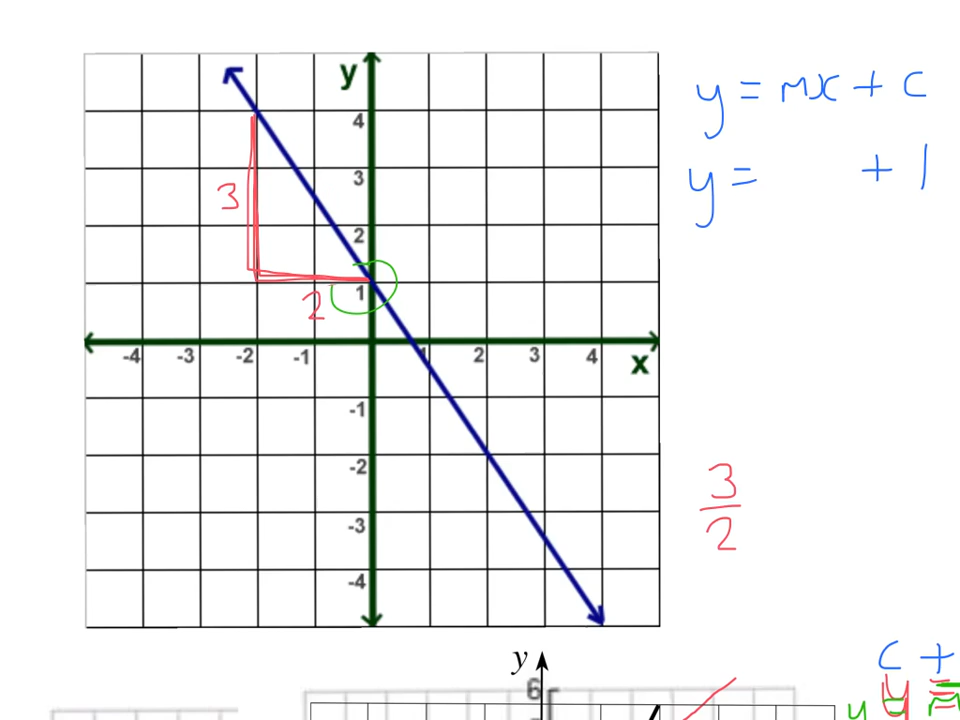 y
y = mx + c
4
y = + 1
3
3
2
1
2
-4 -3 -2 -1 1 2 3 4
x
-1
-2
3
2
-3
-4
y
c +
6
y =